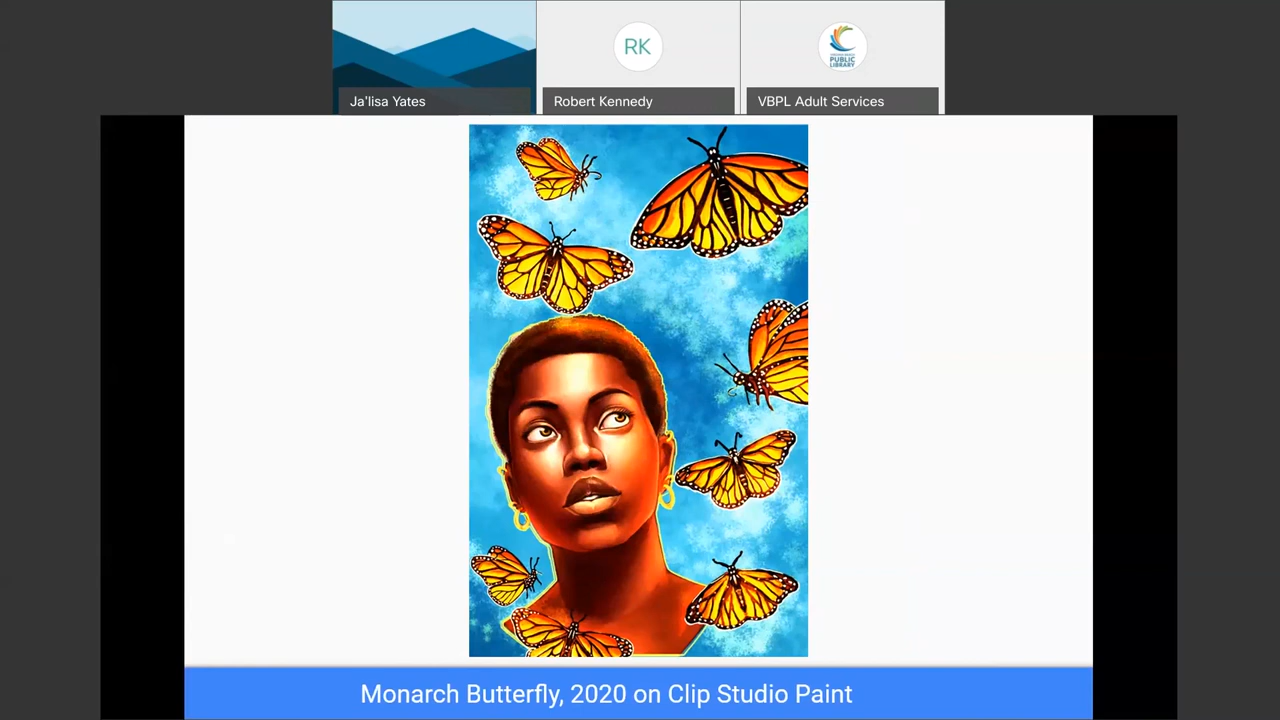 RK
PUBLIC
LIBRARY
Ja'lisa Yates
Robert Kennedy
VBPL Adult Services
Monarch Butterfly, 2020 on Clip Studio Paint